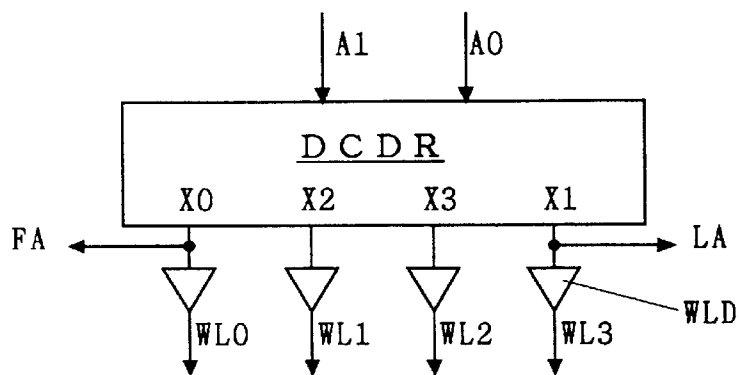 A1 A0
DCDR
X0 X2 X3 X1
FA LA
WLD
WL0 WL1 WL2 WL3